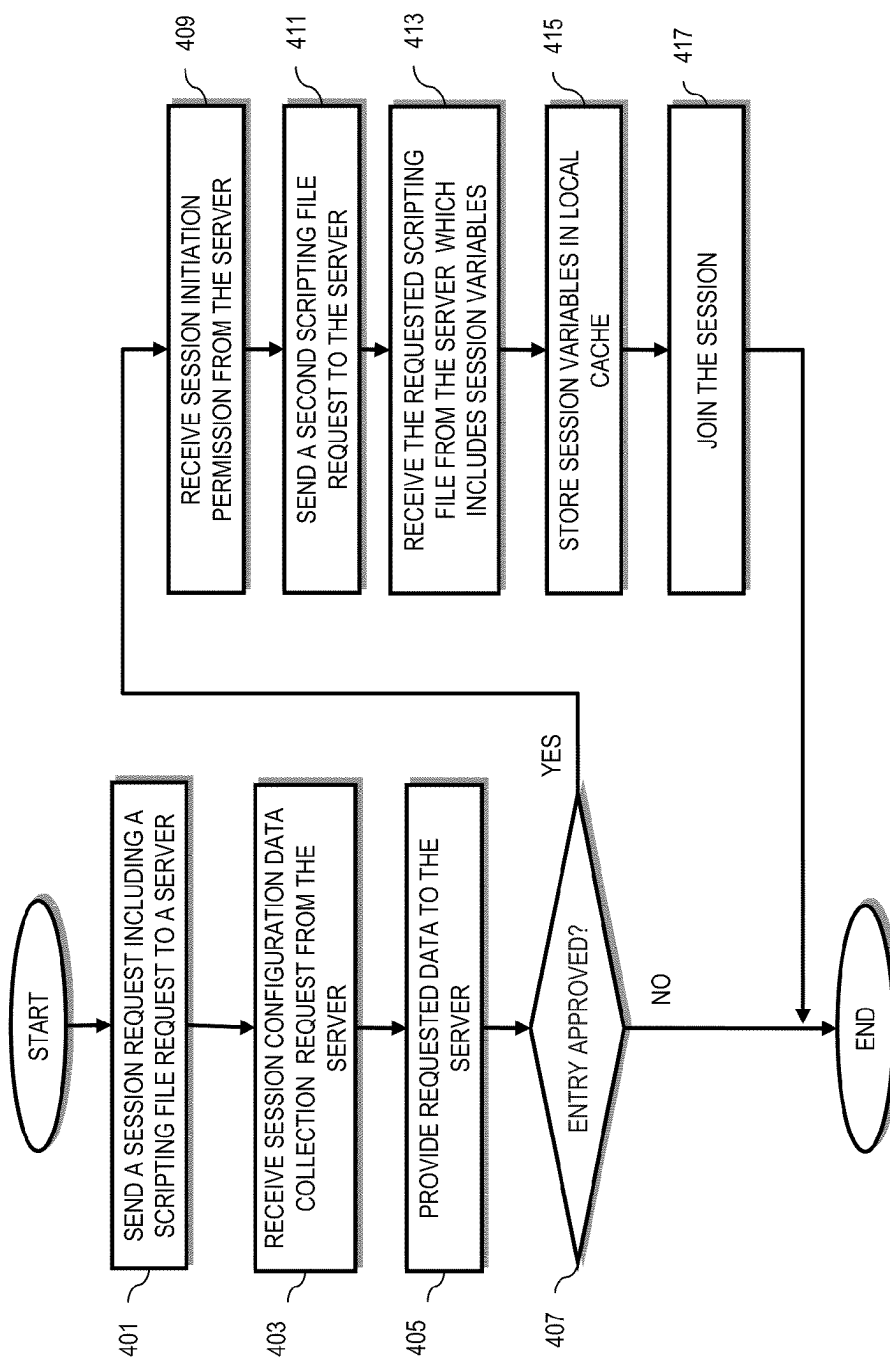 START
SEND A SESSION REQUEST INCLUDING A
SCRIPTING FILE REQUEST TO A SERVER
401
RECEIVE SESSION CONFIGURATION DATA
COLLECTION REQUEST FROM THE
SERVER
403
PROVIDE REQUESTED DATA TO THE
SERVER
405
ENTRY APPROVED?
407
YES
NO
END
RECEIVE SESSION INITIATION
PERMISSION FROM THE SERVER
409
SEND A SECOND SCRIPTING FILE
REQUEST TO THE SERVER
411
RECEIVE THE REQUESTED SCRIPTING
FILE FROM THE SERVER WHICH
INCLUDES SESSION VARIABLES
413
STORE SESSION VARIABLES IN LOCAL
CACHE
415
JOIN THE SESSION
417